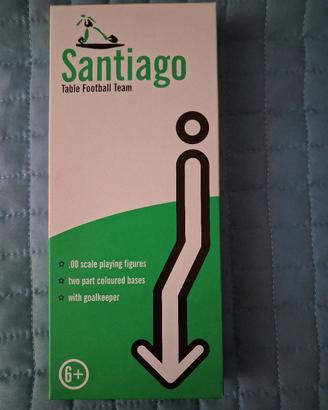 Santiago
Table Football Team
☆ .00 scale playing figures
☆ two part coloured bases
☆ with goalkeeper
6+